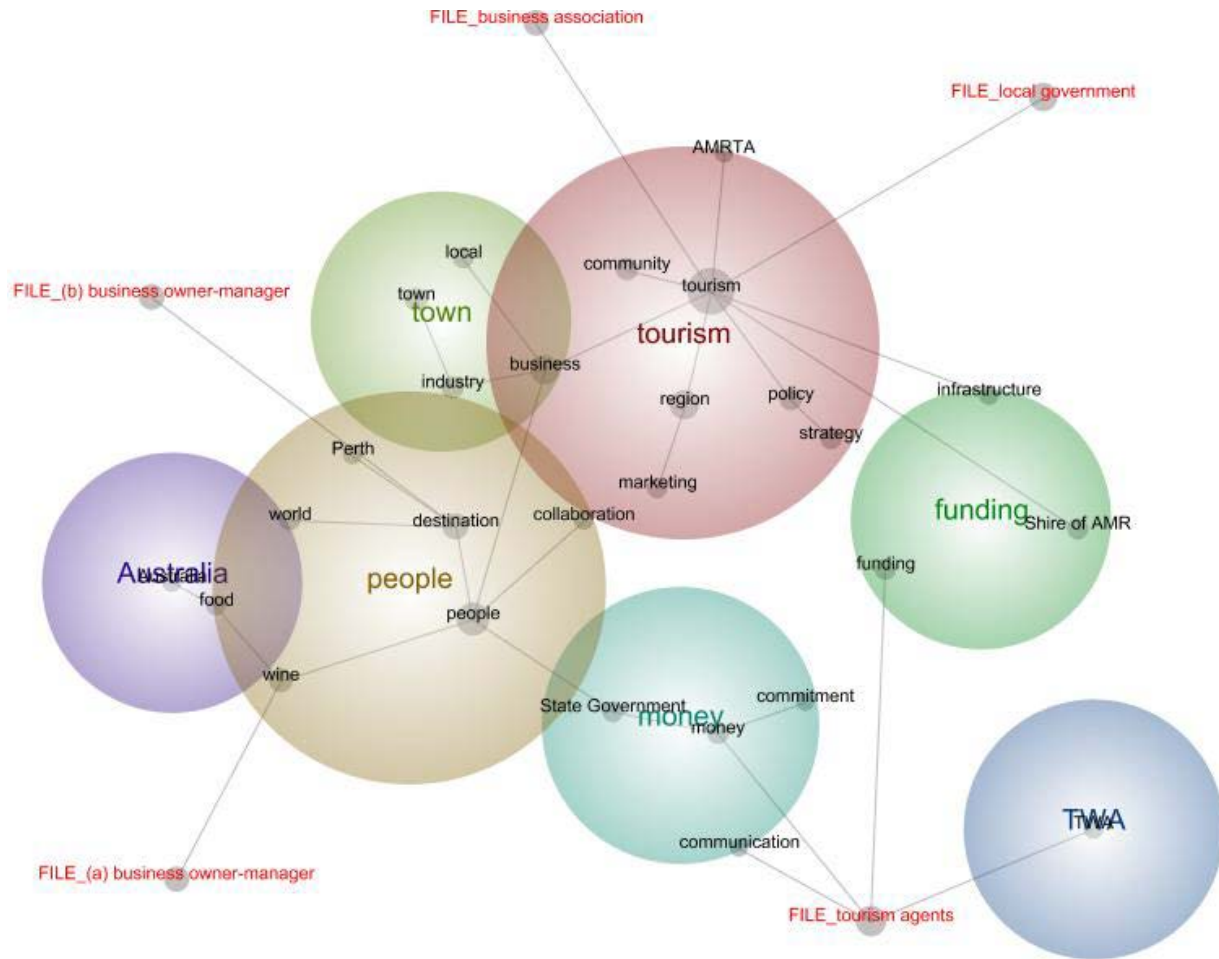 FILE_business association
FILE_local government
AMRTA
local
community
tourism
FILE_(b) business owner-manager
town
town
tourism
business
industry
region
policy
infrastructure
strategy
Perth
marketing
world
destination
collaboration
funding
Shire of AMR
Australia
Australia
people
funding
food
people
wine
State Government
commitment
money
money
TWA
TWA
communication
FILE_(a) business owner-manager
FILE_tourism agents